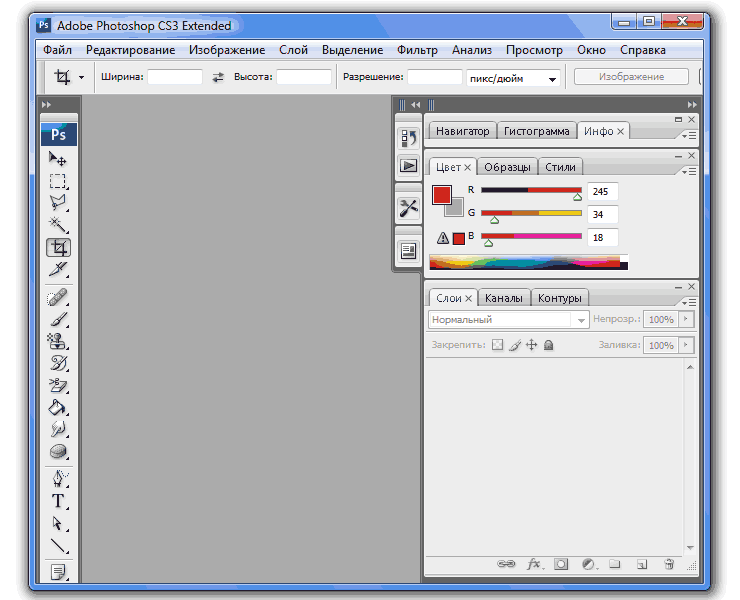 Ps Adobe Photoshop CS3 Extended
Файл Редактирование Изображение Слой Выделение Фильтр Анализ Просмотр Окно Справка
Ширина: Высота: Разрешение: пикс/дюйм Изображение
Ps
Навигатор Гистограмма Инфо
Цвет Образцы Стили
R 245
G 34
B 18
Слои Каналы Контуры
Нормальный Непрозр.: 100%
Закрепить: Заливка: 100%
T
fx